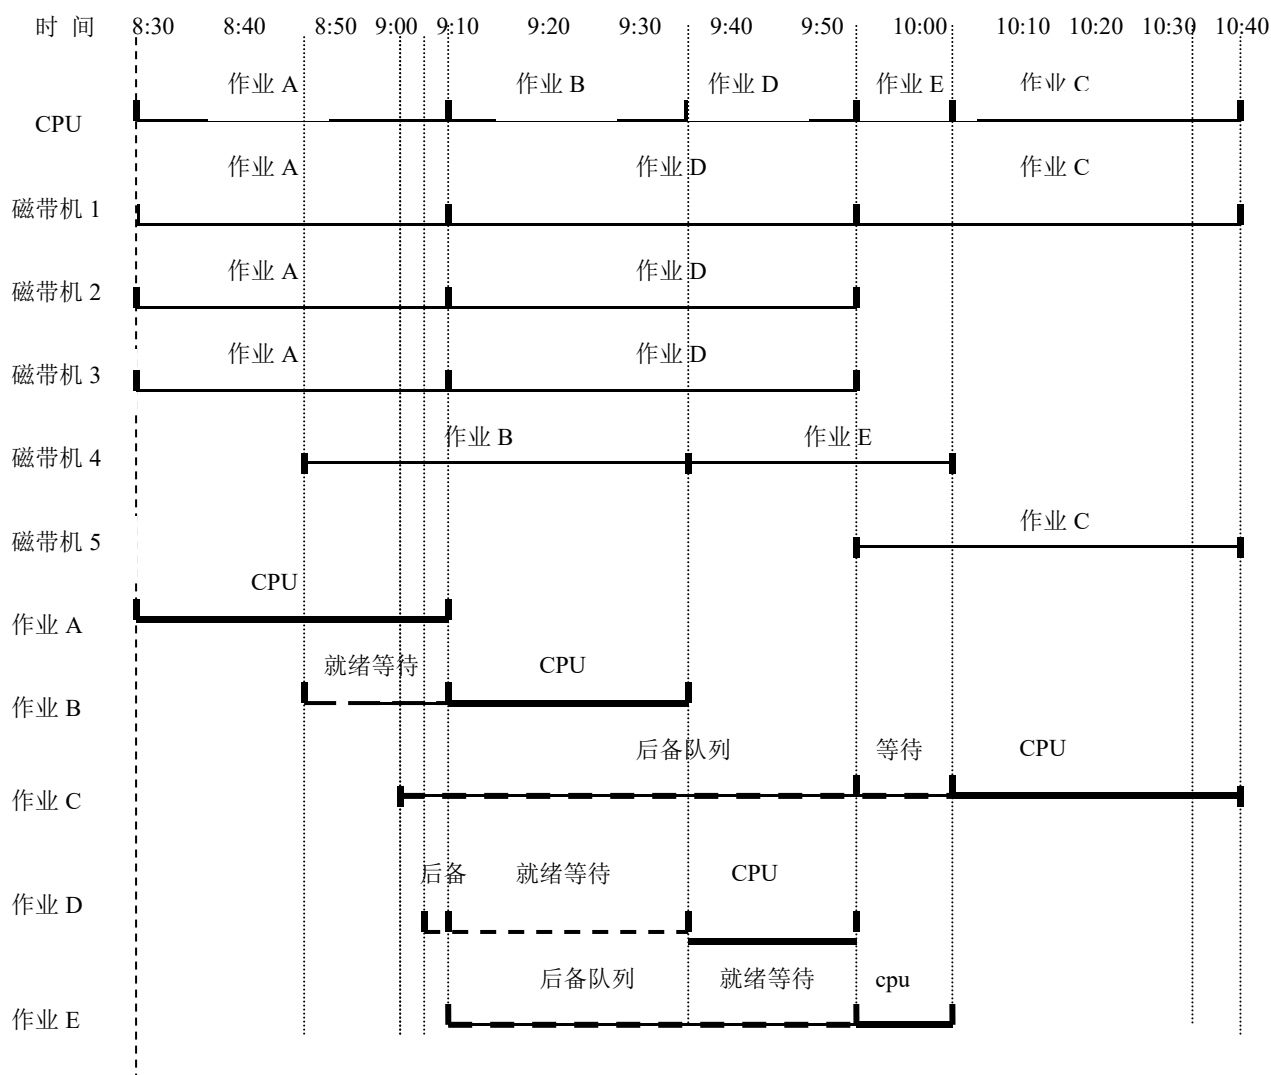 时 间 8:30 8:40 8:50 9:00 9:10 9:20 9:30 9:40 9:50 10:00 10:10 10:20 10:30 10:40
作业 A 作业 B 作业 D 作业 E 作业 C
CPU
作业 A 作业 D 作业 C
磁带机 1
作业 A 作业 D
磁带机 2
作业 A 作业 D
磁带机 3
作业 B 作业 E
磁带机 4
作业 C
磁带机 5
CPU
作业 A
就绪等待 CPU
作业 B
后备队列 等待 CPU
作业 C
后备 就绪等待 CPU
作业 D
后备队列 就绪等待 cpu
作业 E